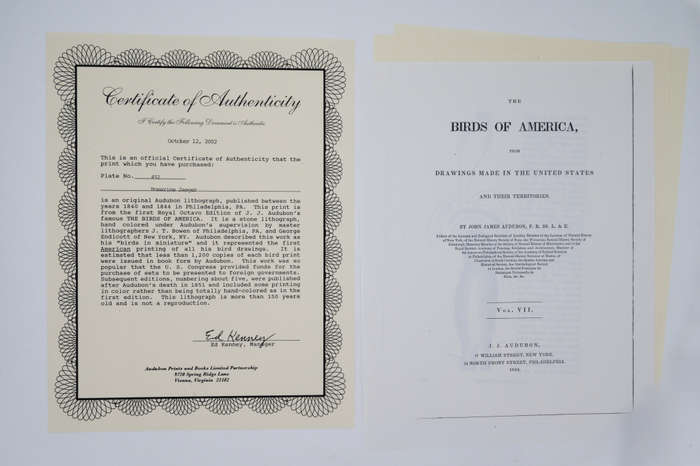 Certificate of Authenticity
I Certify the Following Document is Authentic
October 12, 2002
This is an official Certificate of Authenticity that the
print which you have purchased:
Plate No. 452
Pomarine Jaeger
is an original Audubon lithograph, published between the
years 1840 and 1844 in Philadelphia, PA. This print is
from the first Royal Octavo Edition of J. J. Audubon's
famous THE BIRDS OF AMERICA. It is a stone lithograph,
hand colored under Audubon's supervision by master
lithographers J. T. Bowen of Philadelphia, PA, and George
Endicott of New York, NY. Audubon described this work as
his "birds in miniature" and it represented the first
American printing of all his bird drawings. It is
estimated that less than 1,200 copies of each bird print
were issued in book form by Audubon. This work was so
popular that the U. S. Congress provided funds for the
purchase of sets to be presented to foreign governments.
Subsequent editions, numbering about five, were published
after Audubon's death in 1851 and included some printing
in color rather than being totally hand-colored as in the
first edition. This lithograph is more than 150 years
old and is not a reproduction.
Ed Kenney
Ed Kenney, Manager
Audubon Prints and Books Limited Partnership
9720 Spring Ridge Lane
Vienna, Virginia 22182
THE
BIRDS OF AMERICA,
FROM
DRAWINGS MADE IN THE UNITED STATES
AND THEIR TERRITORIES.
BY JOHN JAMES AUDUBON, F. R. SS. L. & E.
VOL. VII.
J. J. AUDUBON,
WILLIAM STREET, NEW YORK.
34 NORTH FRONT STREET, PHILADELPHIA.
1844.